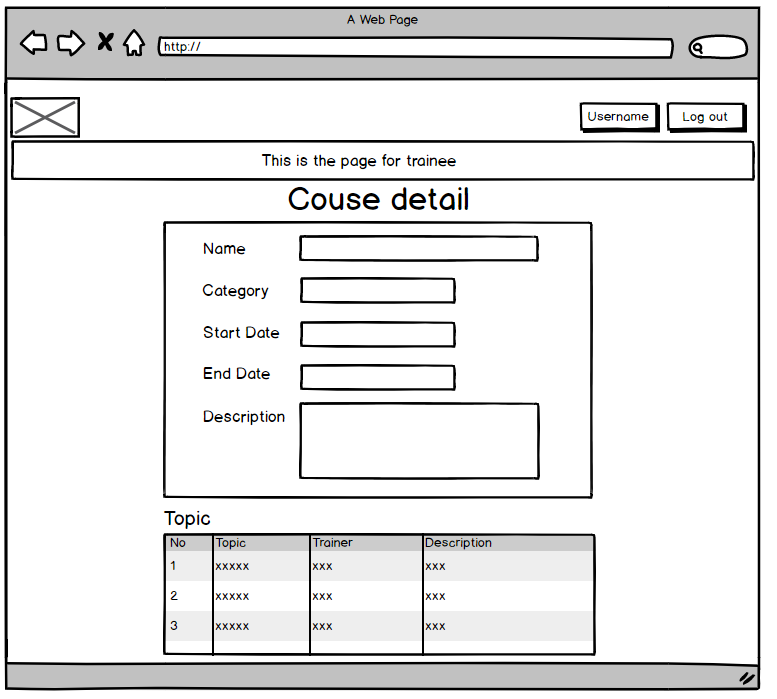 A Web Page
http://
Username Log out
This is the page for trainee
Couse detail
Name
Category
Start Date
End Date
Description
Topic
No Topic Trainer Description
1 xxxxx xxx xxx
2 xxxxx xxx xxx
3 xxxxx xxx xxx